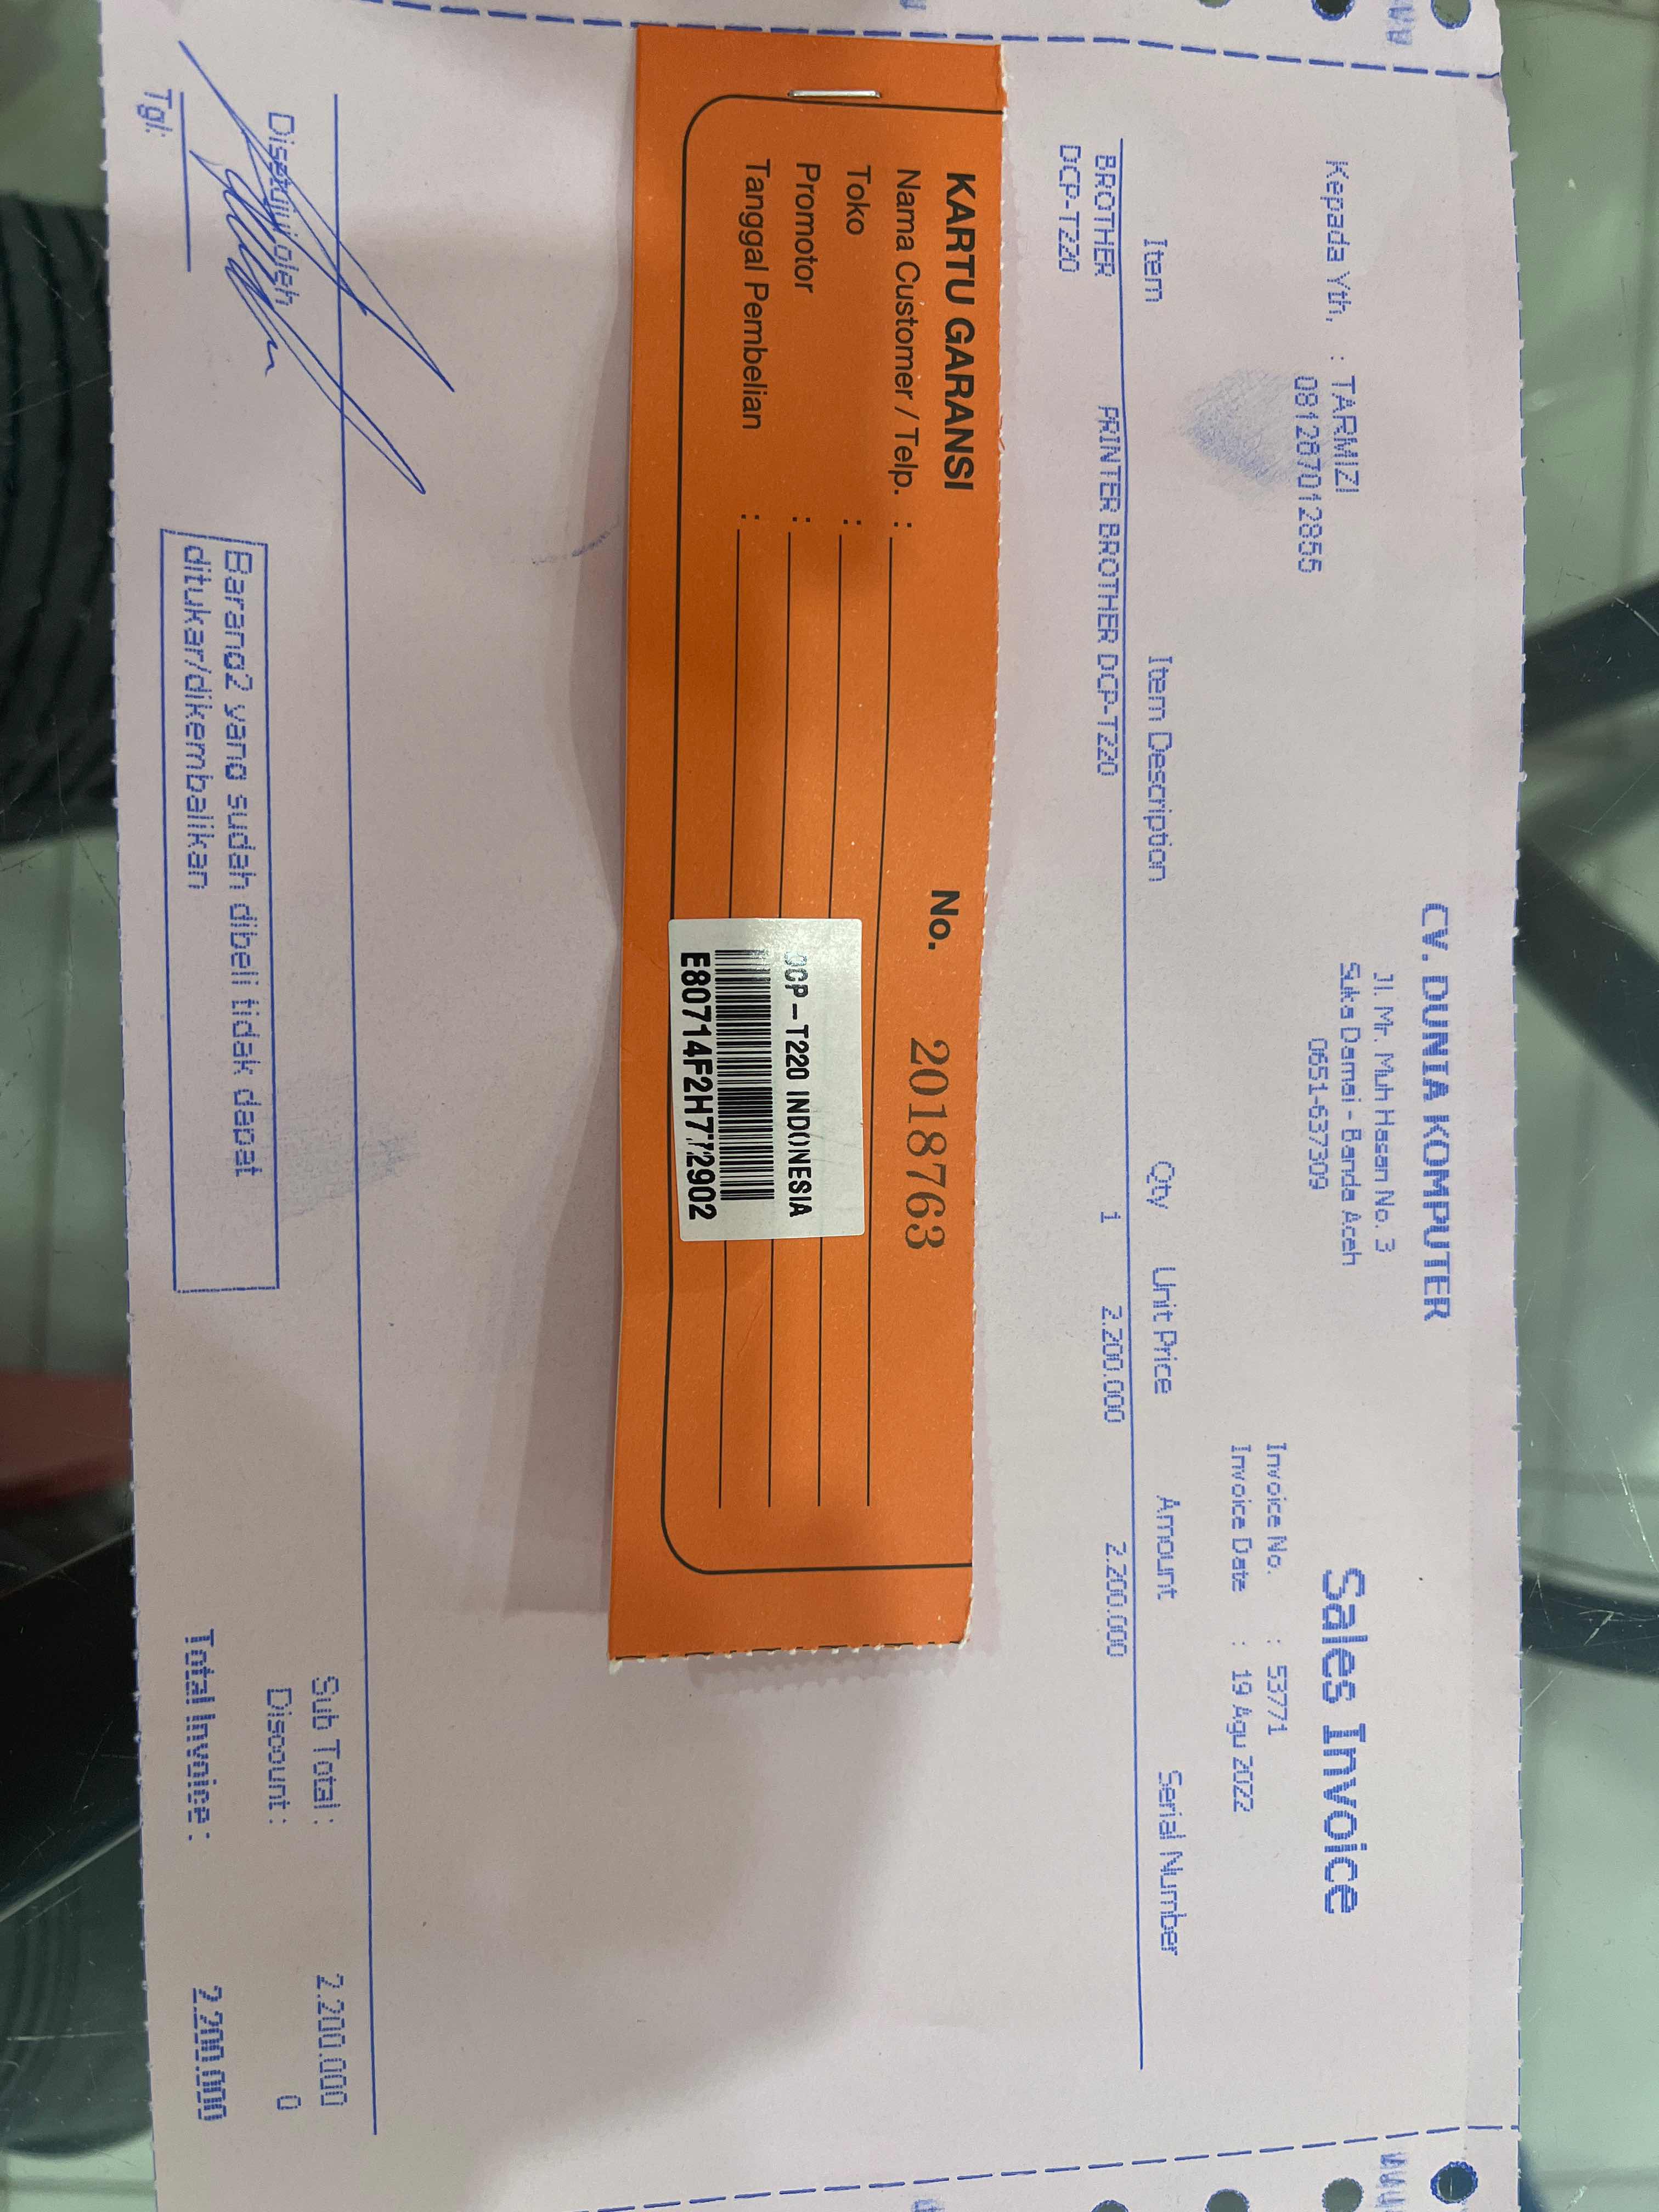 CV. DUNIA KOMPUTER
Jl. Mr. Muh Hasan No. 3
Suka Damai - Banda Aceh
0651-637309
Sales Invoice
Kepada Yth, : TARMIZI
081287012855
Invoice No. : 53771
Invoice Date : 19 Agu 2022
Item Item Description Qty Unit Price Amount Serial Number
BROTHER PRINTER BROTHER DCP-T220 1 2.200.000 2.200.000
DCP-T220
KARTU GARANSI No. 2018763
Nama Customer / Telp. :
Toko :
Promotor :
Tanggal Pembelian :
DCP-T220 INDONESIA
E80714F2H772902
Disetujui oleh
Tgl:
Barang2 yang sudah dibeli tidak dapat
ditukar/dikembalikan
Sub Total : 2.200.000
Discount : 0
Total Invoice : 2.200.000